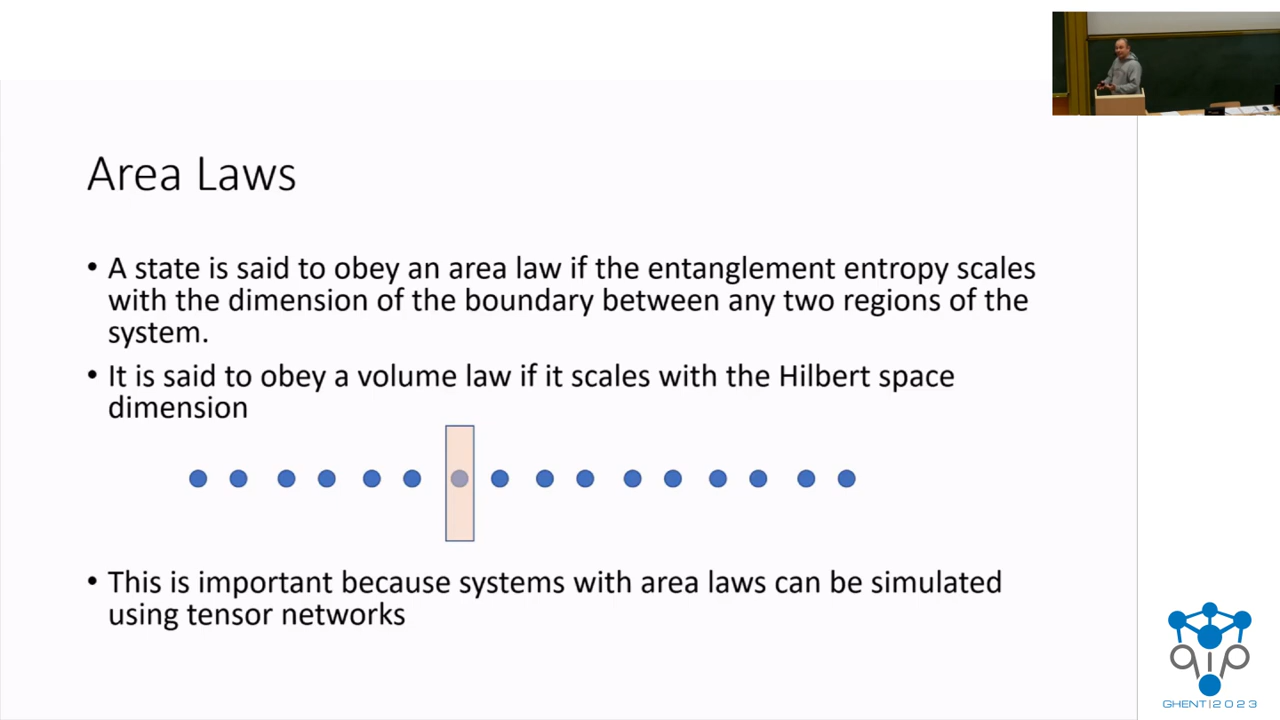 Area Laws
• A state is said to obey an area law if the entanglement entropy scales
with the dimension of the boundary between any two regions of the
system.
• It is said to obey a volume law if it scales with the Hilbert space
dimension
• This is important because systems with area laws can be simulated
using tensor networks
qip
GHENT|2023